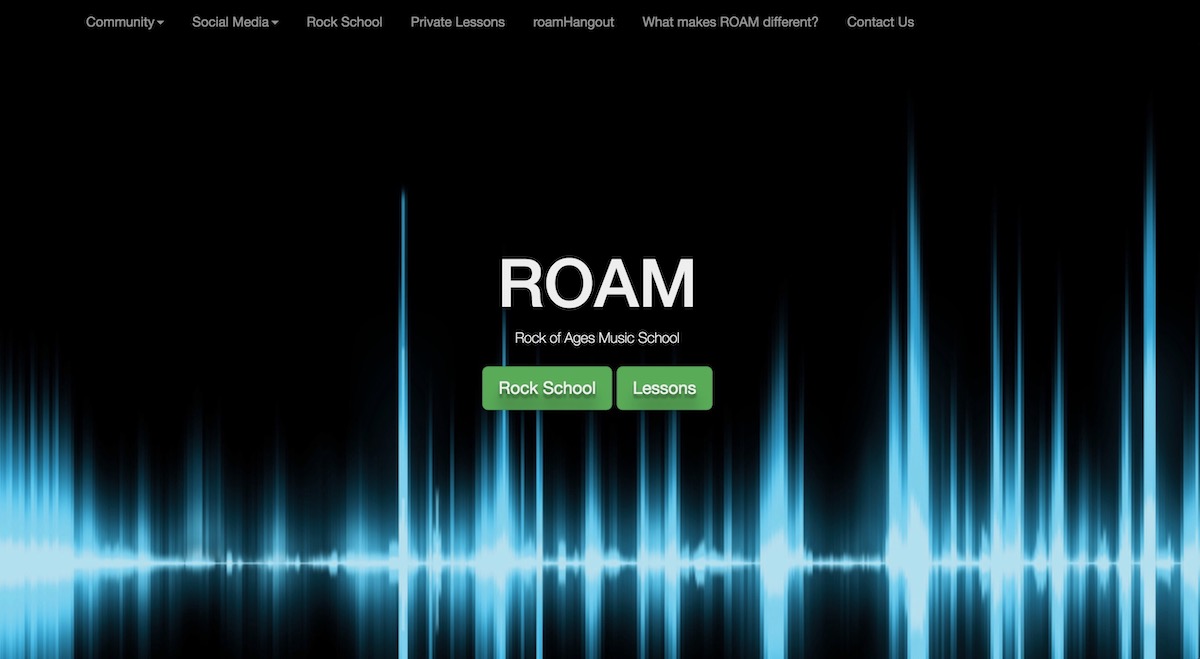 Community Social Media Rock School Private Lessons roamHangout What makes ROAM different? Contact Us
ROAM
Rock of Ages Music School
Rock School Lessons